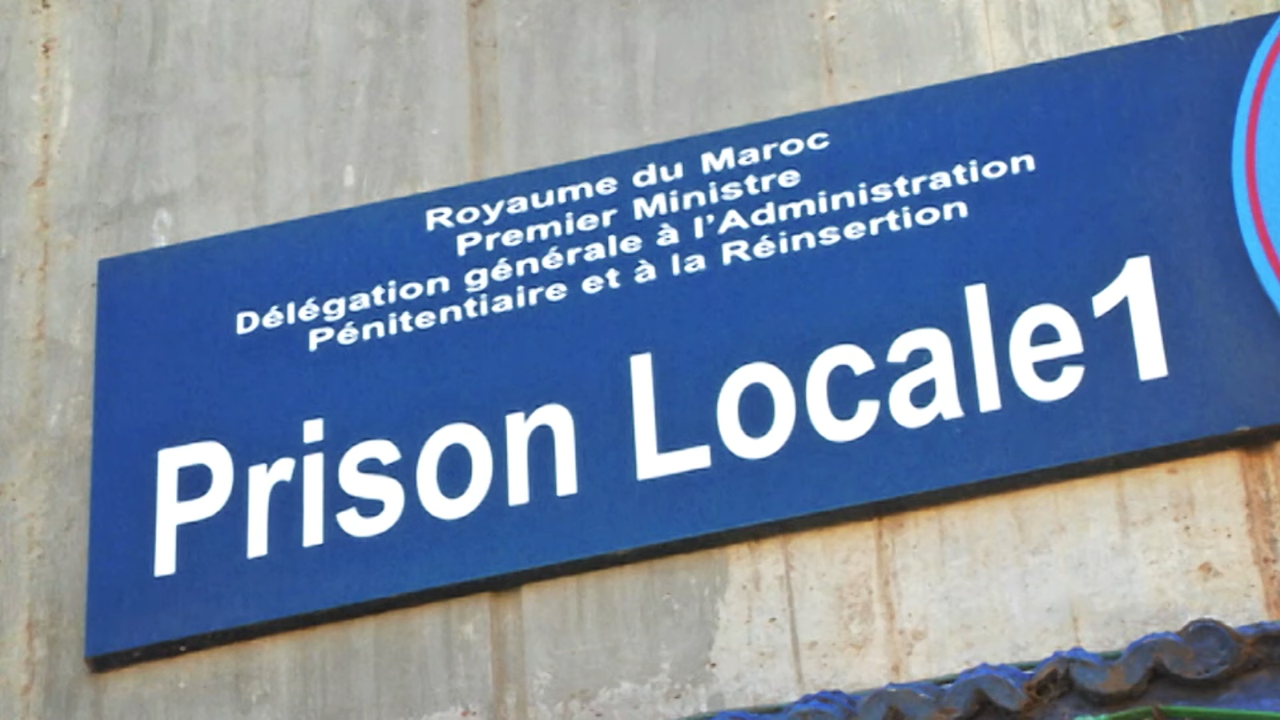 Royaume du Maroc
Premier Ministre
Délégation générale à l'Administration
Pénitentiaire et à la Réinsertion
Prison Locale1